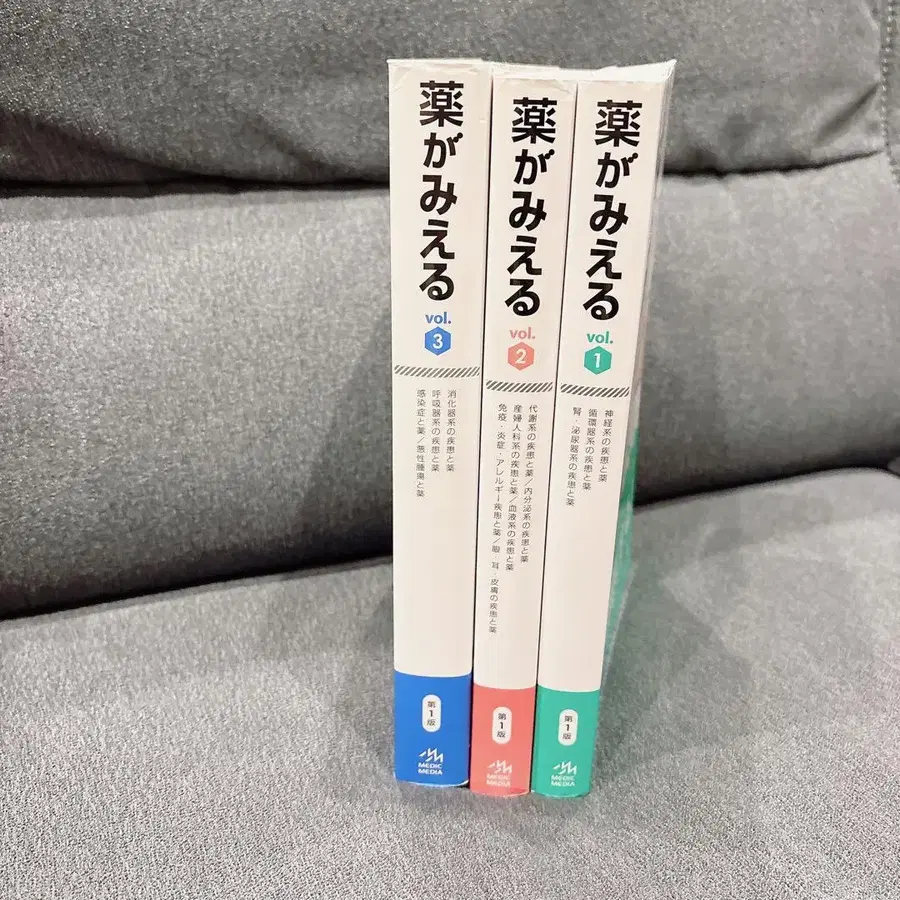 薬がみえる
vol.
3
消化器系の疾患と薬
呼吸器系の疾患と薬
感染症と薬／悪性腫瘍と薬
第1版
MEDIC
MEDIA
薬がみえる
vol.
2
代謝系の疾患と薬／内分泌系の疾患と薬
産婦人科系の疾患と薬／血液系の疾患と薬
免疫・炎症・アレルギー疾患と薬／眼・耳・皮膚の疾患と薬
第1版
MEDIC
MEDIA
薬がみえる
vol.
1
神経系の疾患と薬
循環器系の疾患と薬
腎・泌尿器系の疾患と薬
第1版
MEDIC
MEDIA